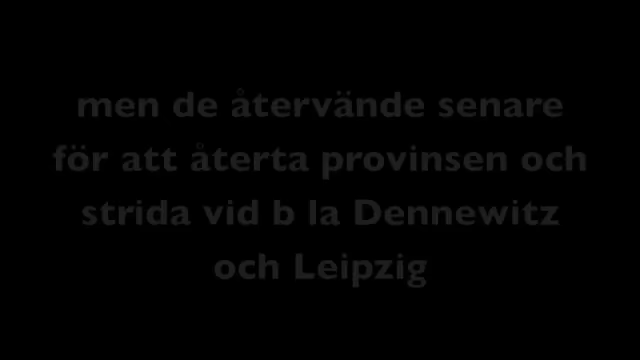 men de återvände senare
för att återta provinsen och
strida vid b la Dennewitz
och Leipzig